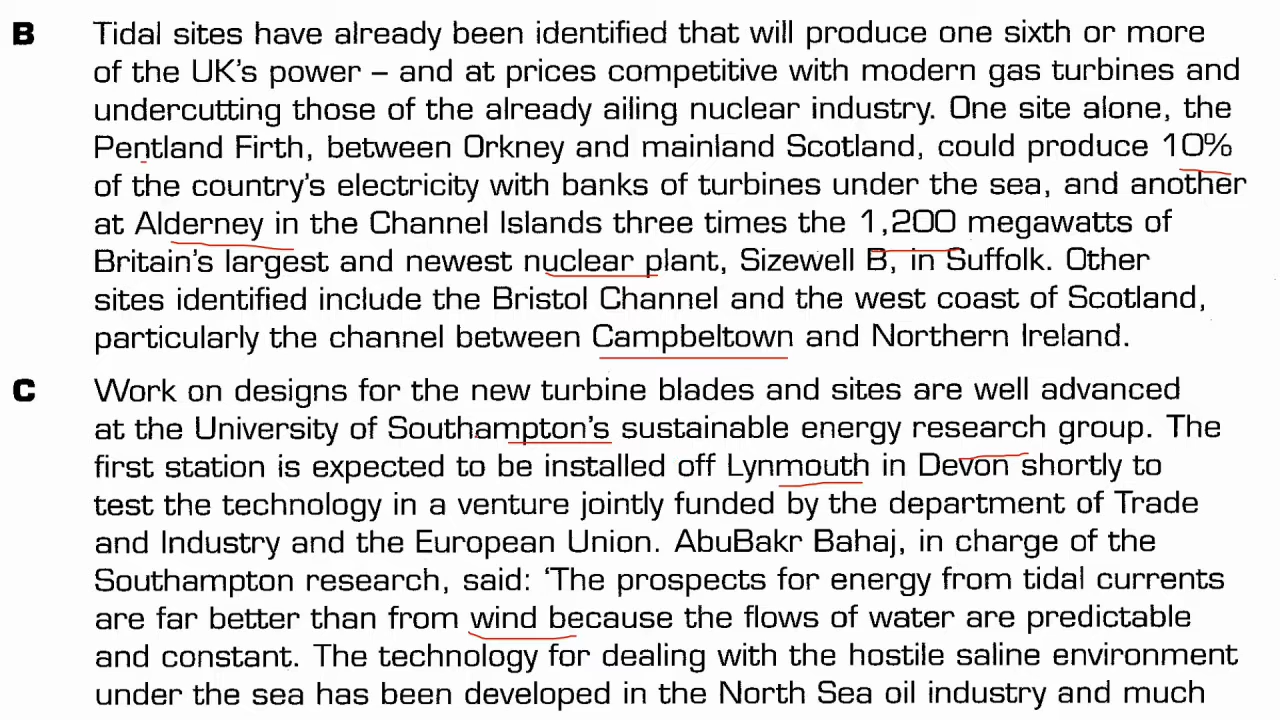 B Tidal sites have already been identified that will produce one sixth or more
of the UK's power – and at prices competitive with modern gas turbines and
undercutting those of the already ailing nuclear industry. One site alone, the
Pentland Firth, between Orkney and mainland Scotland, could produce 10%
of the country's electricity with banks of turbines under the sea, and another
at Alderney in the Channel Islands three times the 1,200 megawatts of
Britain's largest and newest nuclear plant, Sizewell B, in Suffolk. Other
sites identified include the Bristol Channel and the west coast of Scotland,
particularly the channel between Campbeltown and Northern Ireland.
C Work on designs for the new turbine blades and sites are well advanced
at the University of Southampton's sustainable energy research group. The
first station is expected to be installed off Lynmouth in Devon shortly to
test the technology in a venture jointly funded by the department of Trade
and Industry and the European Union. AbuBakr Bahaj, in charge of the
Southampton research, said: 'The prospects for energy from tidal currents
are far better than from wind because the flows of water are predictable
and constant. The technology for dealing with the hostile saline environment
under the sea has been developed in the North Sea oil industry and much